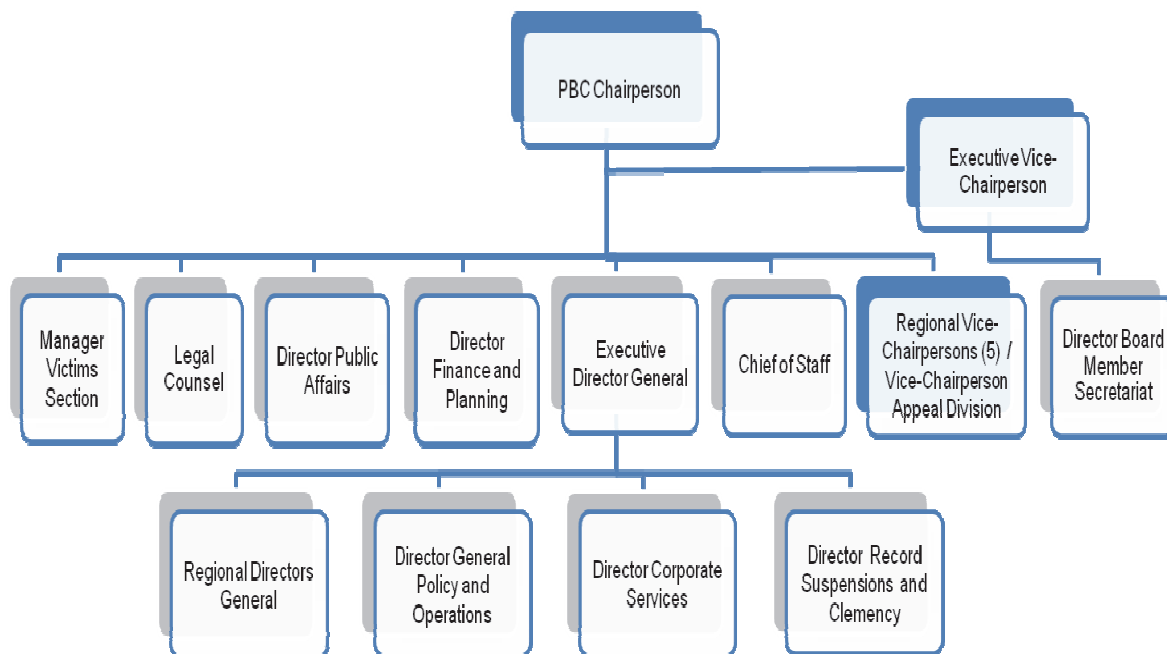 PBC Chairperson
Executive Vice-
Chairperson
Manager
Victims
Section
Legal
Counsel
Director Public
Affairs
Director
Finance and
Planning
Executive
Director General
Chief of Staff
Regional Vice-
Chairpersons (5) /
Vice-Chairperson
Appeal Division
Director Board
Member
Secretariat
Regional Directors
General
Director General
Policy and
Operations
Director Corporate
Services
Director Record
Suspensions and
Clemency